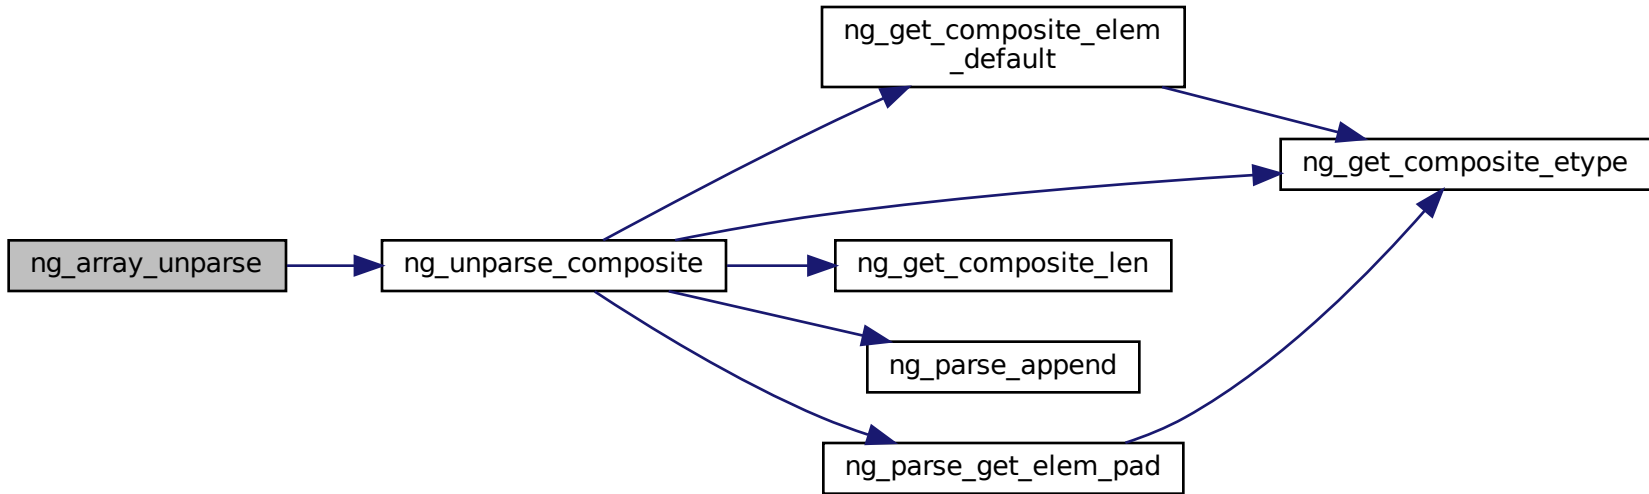 ng_get_composite_elem
_default
ng_get_composite_etype
ng_array_unparse
ng_unparse_composite
ng_get_composite_len
ng_parse_append
ng_parse_get_elem_pad